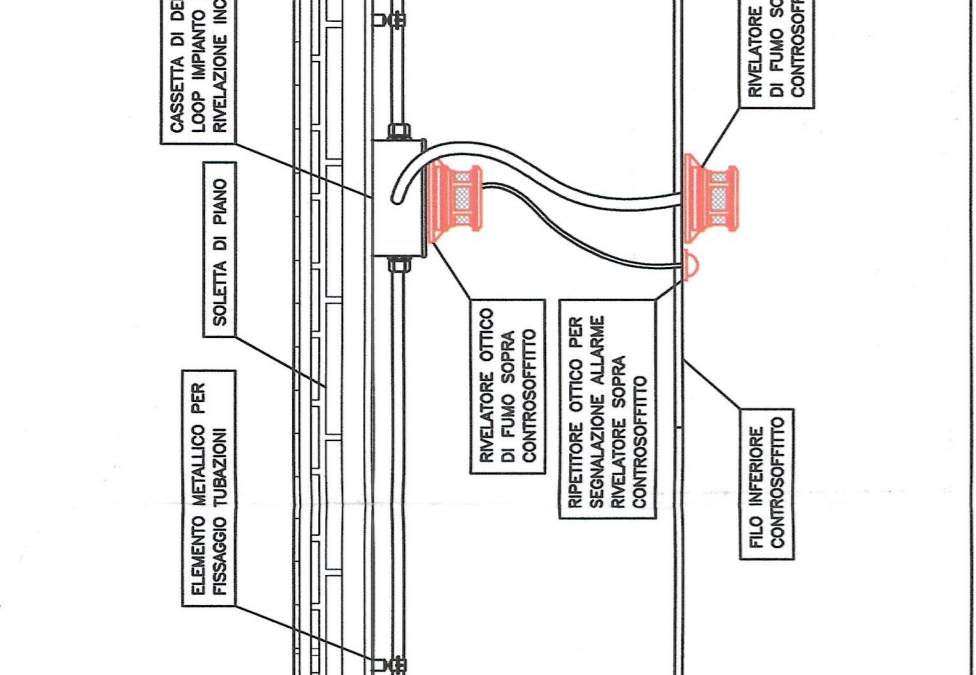 CASSETTA DI DE
LOOP IMPIANTO
RIVELAZIONE INC
SOLETTA DI PIANO
ELEMENTO METALLICO PER
FISSAGGIO TUBAZIONI
RIVELATORE OTTICO
DI FUMO SOPRA
CONTROSOFFITTO
RIPETITORE OTTICO PER
SEGNALAZIONE ALLARME
RIVELATORE SOPRA
CONTROSOFFITTO
RIVELATORE
DI FUMO SO
CONTROSOFF
FILO INFERIORE
CONTROSOFFITTO